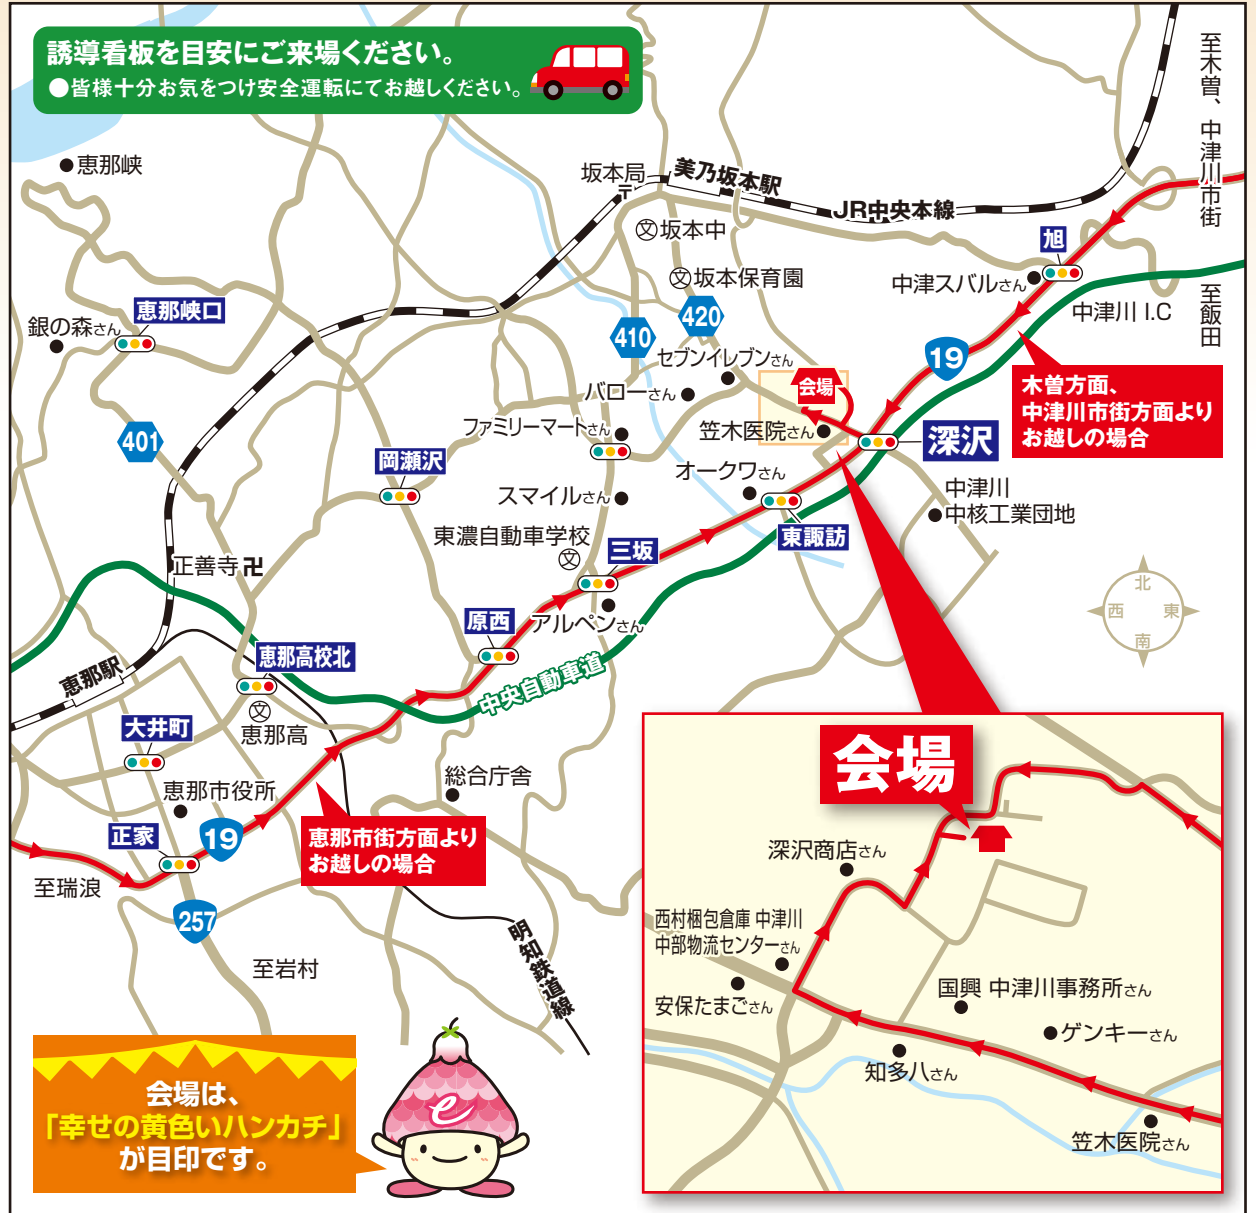 誘導看板を目安にご来場ください。
●皆様十分お気をつけ安全運転にてお越しください。
至木曽、中津川市街
恵那峡
坂本局
〒
美乃坂本駅
JR中央本線
文坂本中
旭
文坂本保育園
中津スバルさん
中津川 I.C
至飯田
恵那峡口
銀の森さん
420
410
19
セブンイレブンさん
会場
バローさん
木曽方面、
中津川市街方面より
お越しの場合
401
ファミリーマートさん
笠木医院さん
深沢
岡瀬沢
オークワさん
中津川
中核工業団地
スマイルさん
東濃自動車学校
文
東諏訪
三坂
正善寺卍
北
西 東
南
原西
アルペンさん
恵那高校北
恵那駅
中央自動車道
大井町
文
恵那高
総合庁舎
恵那市役所
正家
19
恵那市街方面より
お越しの場合
至瑞浪
257
至岩村
明知鉄道線
会場
深沢商店さん
西村梱包倉庫 中津川
中部物流センターさん
安保たまごさん
国興 中津川事務所さん
ゲンキーさん
知多八さん
笠木医院さん
会場は、
「幸せの黄色いハンカチ」
が目印です。
e